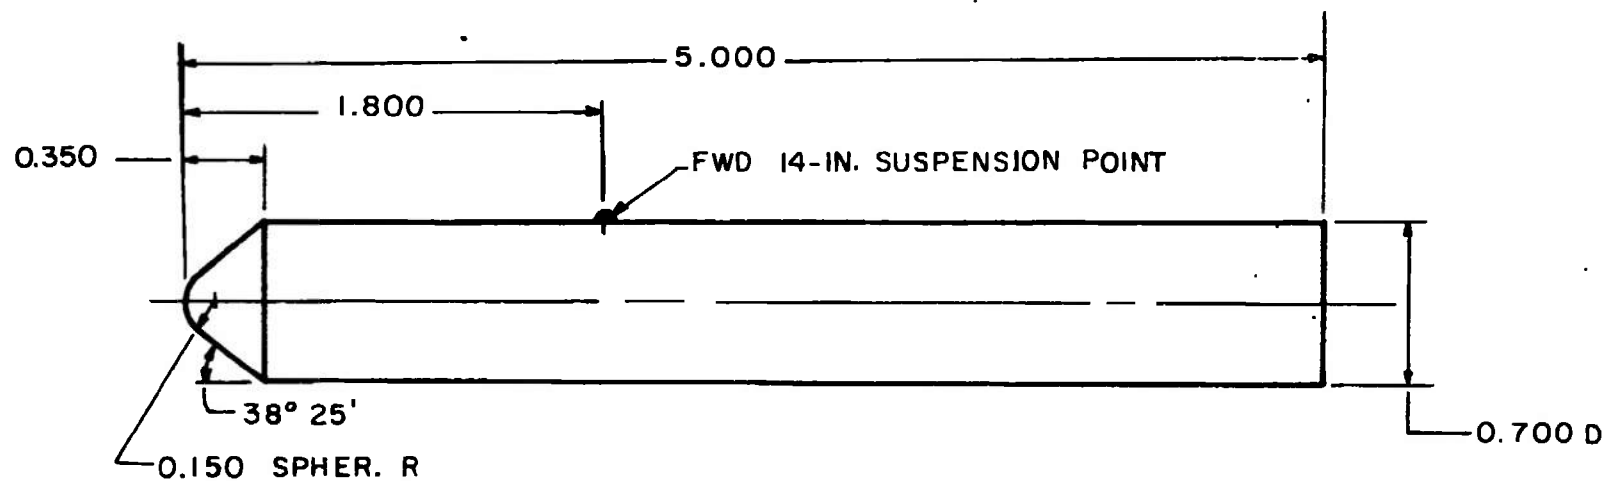 5.000
1.800
0.350
FWD 14-IN. SUSPENSION POINT
38° 25'
0.700 D
0.150 SPHER. R